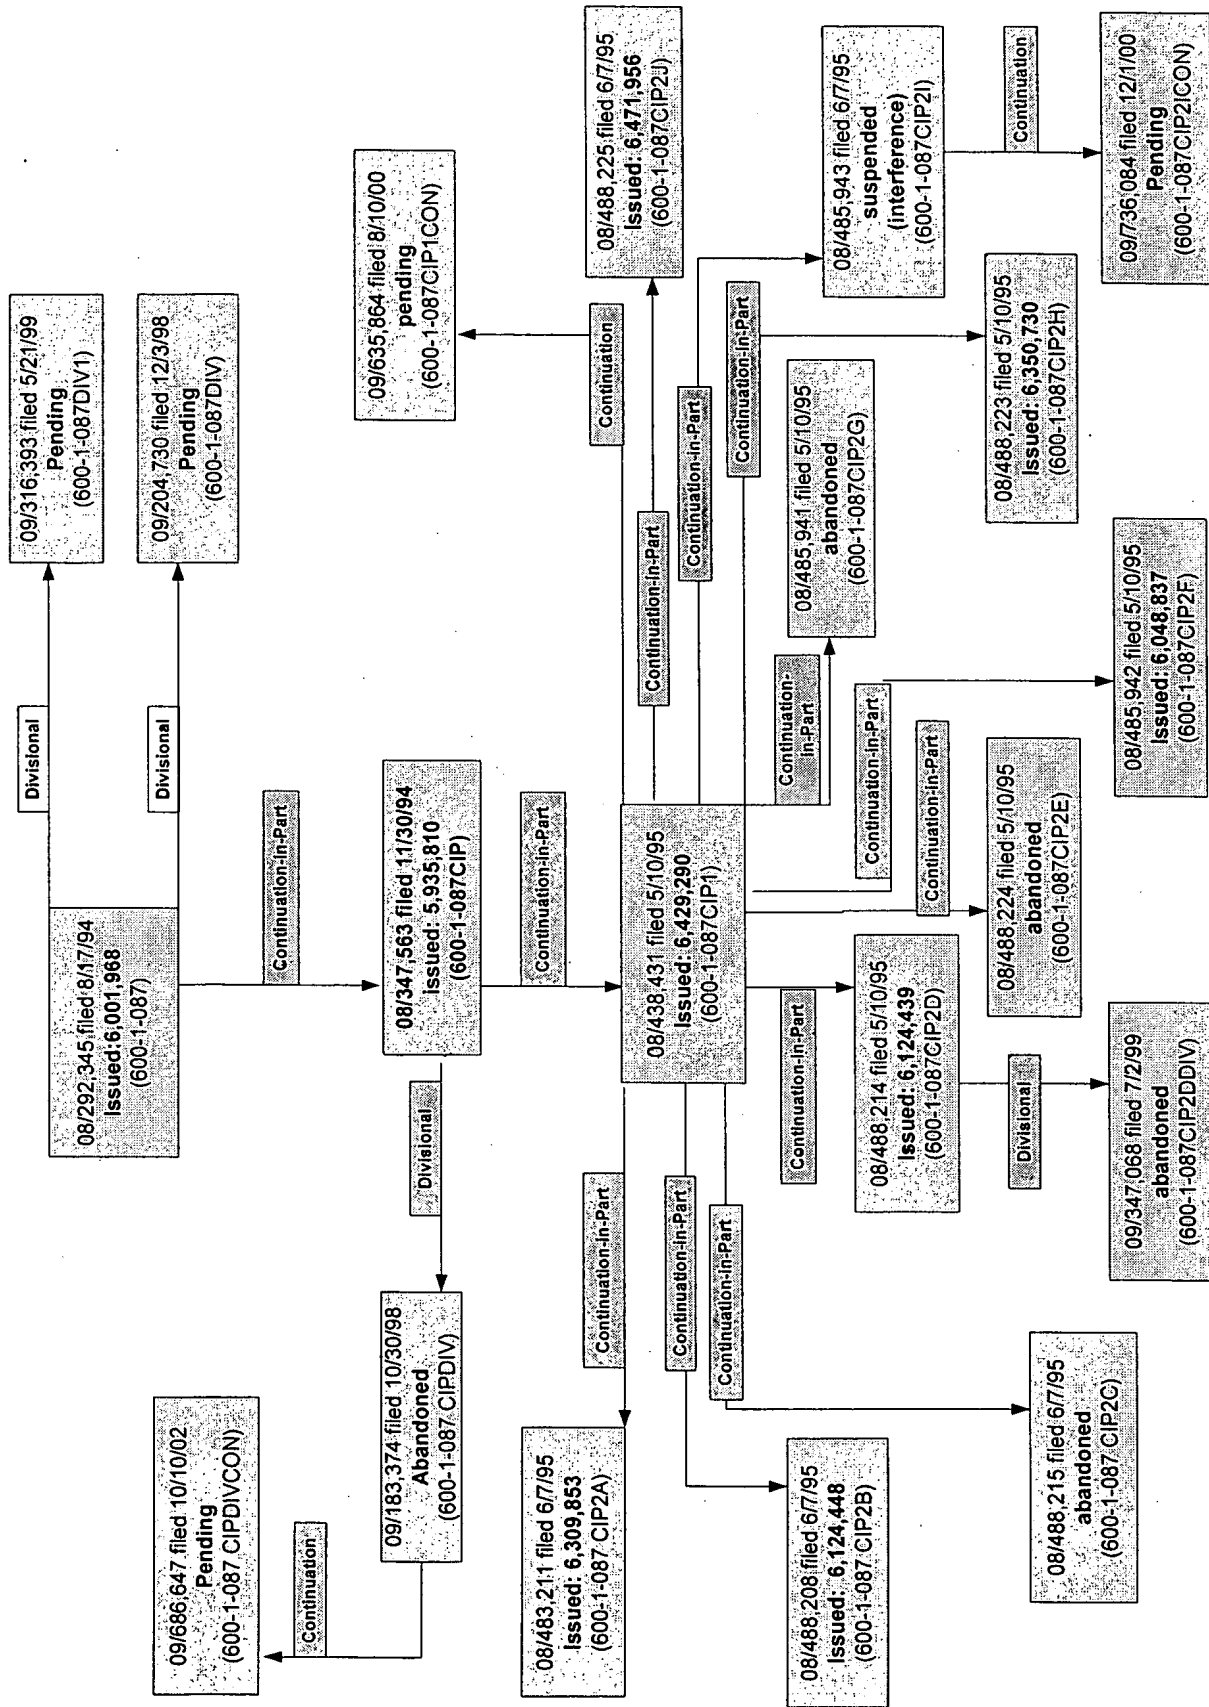 09/316,393 filed 5/21/99
Pending
(600-1-087DIV1)
Divisional
09/204,730 filed 12/3/98
Pending
(600-1-087DIV)
Divisional
08/292,345 filed 8/17/94
Issued:6,001,968
(600-1-087)
09/686,647 filed 10/10/02
Pending
(600-1-087 CIPDIVCON)
Continuation
Continuation-in-Part
09/635,864 filed 8/10/00
pending
(600-1-087CIP1CON)
09/183,374 filed 10/30/98
Abandoned
(600-1-087 CIPDIV)
Divisional
08/347,563 filed 11/30/94
Issued: 5,935,810
(600-1-087CIP)
Continuation-in-Part
Continuation
08/483,211 filed 6/7/95
Issued: 6,309,853
(600-1-087 CIP2A)
Continuation-in-Part
08/438,431 filed 5/10/95
Issued: 6,429,290
(600-1-087CIP1)
Continuation-in-Part
08/488,225 filed 6/7/95
Issued: 6,471,956
(600-1-087CIP2J)
Continuation-in-Part
Continuation-in-Part
Continuation-in-Part
Continuation-in-Part
08/488,208 filed 6/7/95
Issued: 6,124,448
(600-1-087 CIP2B)
Continuation-in-Part
Continuation-
in-Part
08/485,941 filed 5/10/95
abandoned
(600-1-087CIP2G)
08/485,943 filed 6/7/95
suspended
(interference)
(600-1-087CIP2I)
08/488,214 filed 5/10/95
Issued: 6,124,439
(600-1-087CIP2D)
Continuation-in-Part
Continuation-in-Part
Continuation
08/488,215 filed 6/7/95
abandoned
(600-1-087 CIP2C)
Divisional
08/488,224 filed 5/10/95
abandoned
(600-1-087CIP2E)
08/488,223 filed 5/10/95
Issued: 6,350,730
(600-1-087CIP2H)
09/347,068 filed 7/2/99
abandoned
(600-1-087CIP2DDIV)
08/485,942 filed 5/10/95
Issued: 6,048,837
(600-1-087CIP2F)
09/736,084 filed 12/1/00
Pending
(600-1-087CIP2ICON)